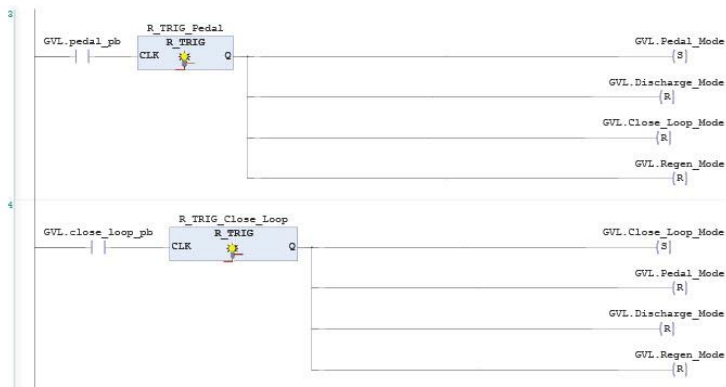 3
R_TRIG_Pedal
GVL.pedal_pb
R_TRIG
CLK
Q
GVL.Pedal_Mode
S
GVL.Discharge_Mode
R
GVL.Close_Loop_Mode
R
GVL.Regen_Mode
R
4
R_TRIG_Close_Loop
GVL.close_loop_pb
R_TRIG
CLK
Q
GVL.Close_Loop_Mode
S
GVL.Pedal_Mode
R
GVL.Discharge_Mode
R
GVL.Regen_Mode
R